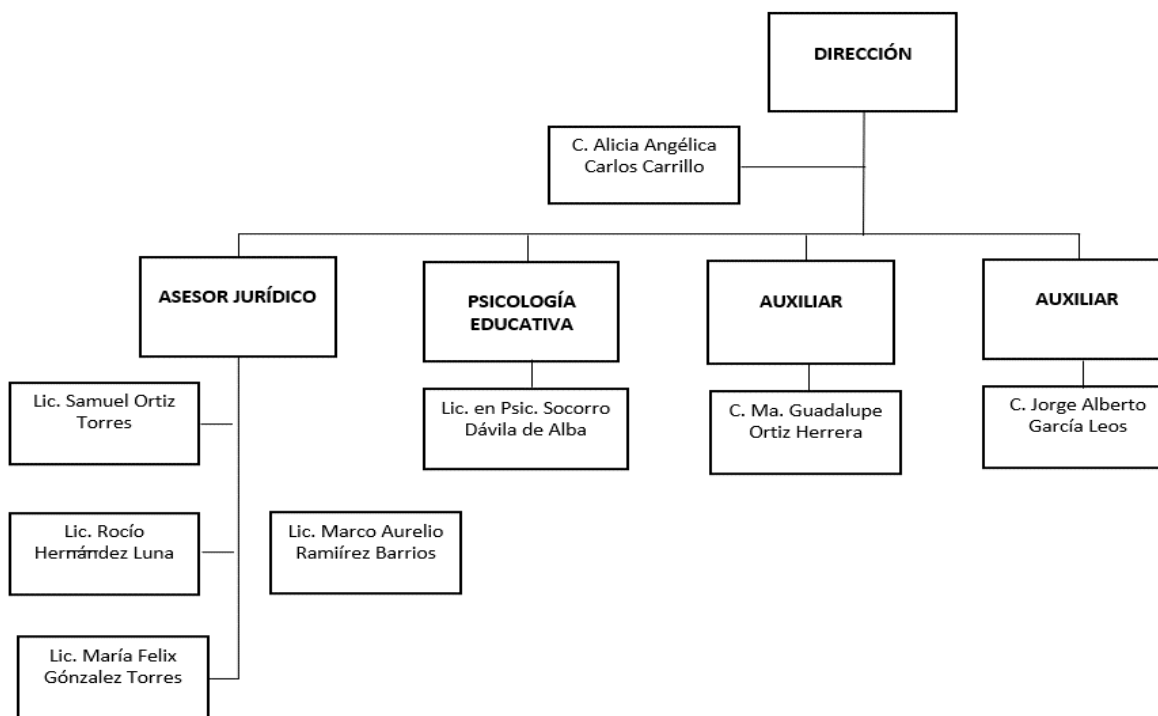 DIRECCIÓN
C. Alicia Angélica
Carlos Carrillo
ASESOR JURÍDICO
PSICOLOGÍA
EDUCATIVA
AUXILIAR
AUXILIAR
Lic. Samuel Ortiz
Torres
Lic. en Psic. Socorro
Dávila de Alba
C. Ma. Guadalupe
Ortiz Herrera
C. Jorge Alberto
García Leos
Lic. Rocío
Hernández Luna
Lic. Marco Aurelio
Ramiírez Barrios
Lic. María Felix
Gónzalez Torres